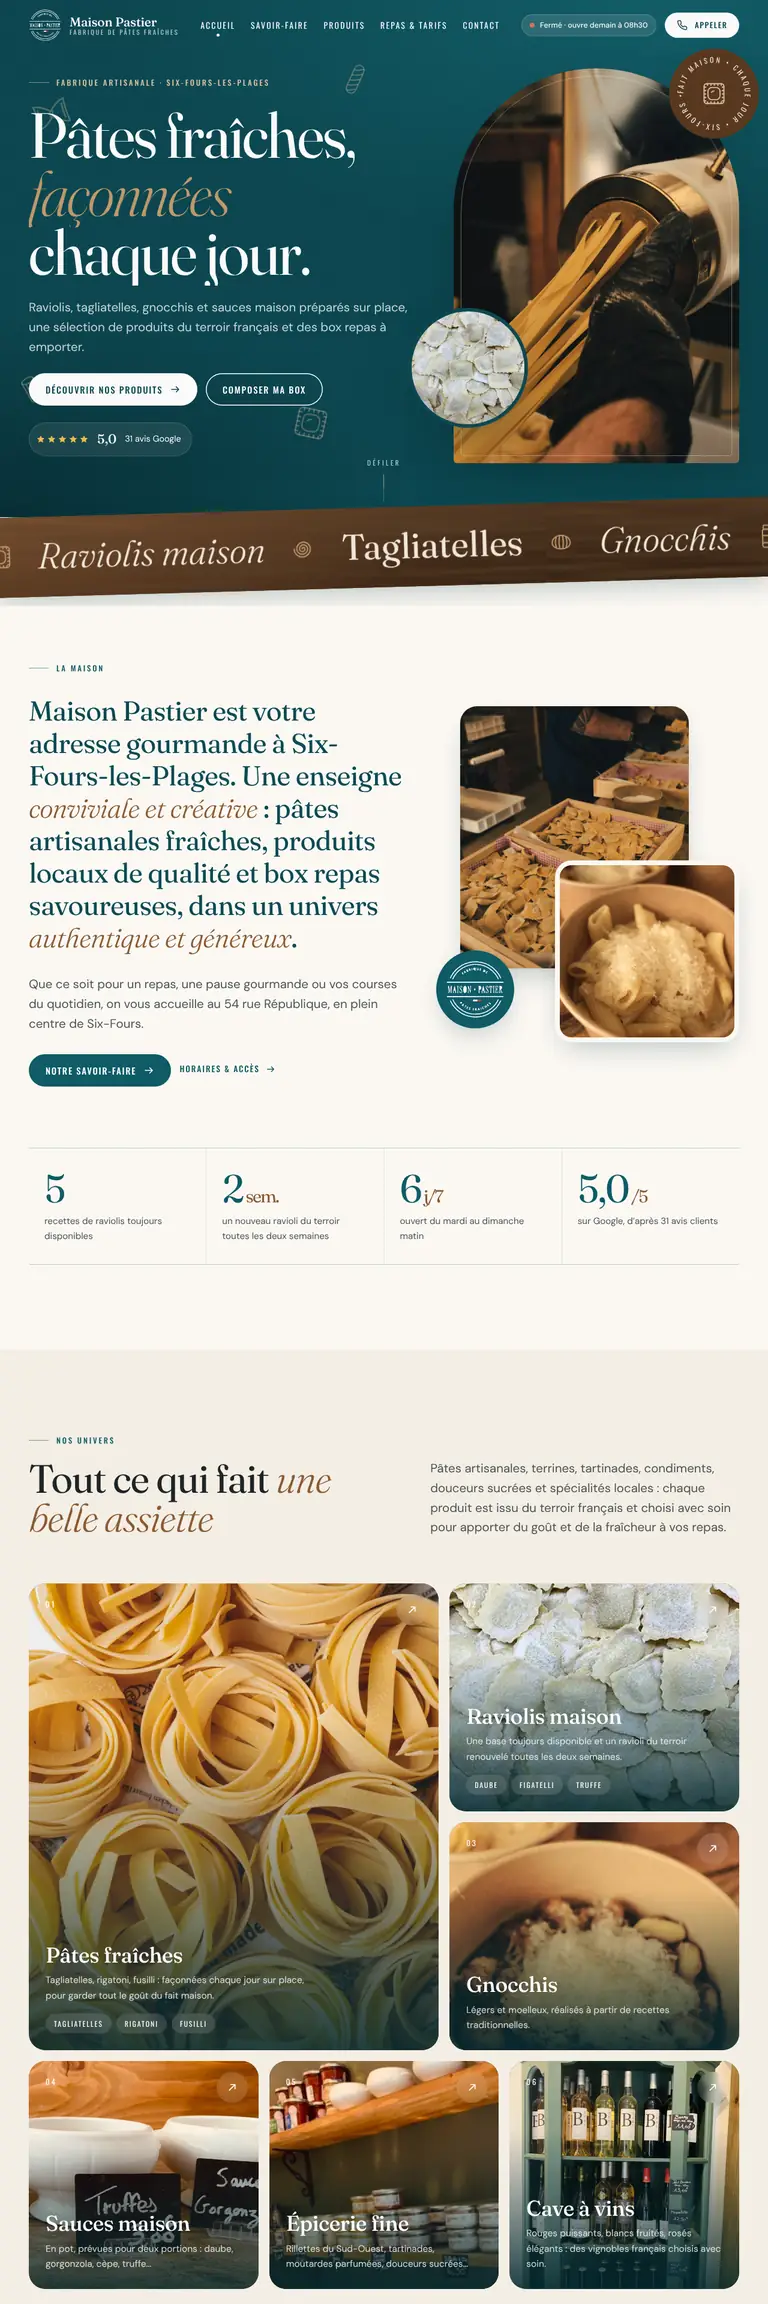 Maison Pastier
FABRIQUE DE PÂTES FRAÎCHES
ACCUEIL
SAVOIR-FAIRE
PRODUITS
REPAS & TARIFS
CONTACT
Fermé · ouvre demain à 08h30
APPELER
FABRIQUE ARTISANALE · SIX-FOURS-LES-PLAGES
FAIT MAISON • CHAQUE JOUR • SIX-FOURS •
Pâtes fraîches,
façonnées
chaque jour.
Raviolis, tagliatelles, gnocchis et sauces maison préparés sur place,
une sélection de produits du terroir français et des box repas à
emporter.
DÉCOUVRIR NOS PRODUITS
COMPOSER MA BOX
5,0
31 avis Google
DÉFILER
Raviolis maison
Tagliatelles
Gnocchis
LA MAISON
Maison Pastier est votre
adresse gourmande à Six-
Fours-les-Plages. Une enseigne
conviviale et créative : pâtes
artisanales fraîches, produits
locaux de qualité et box repas
savoureuses, dans un univers
authentique et généreux.
MAISON • PASTIER
Que ce soit pour un repas, une pause gourmande ou vos courses
du quotidien, on vous accueille au 54 rue République, en plein
centre de Six-Fours.
NOTRE SAVOIR-FAIRE
HORAIRES & ACCÈS
5
recettes de raviolis toujours
disponibles
2 sem.
un nouveau ravioli du terroir
toutes les deux semaines
6 j/7
ouvert du mardi au dimanche
matin
5,0 /5
sur Google, d'après 31 avis clients
NOS UNIVERS
Tout ce qui fait une
belle assiette
Pâtes artisanales, terrines, tartinades, condiments,
douceurs sucrées et spécialités locales : chaque
produit est issu du terroir français et choisi avec soin
pour apporter du goût et de la fraîcheur à vos repas.
01
Pâtes fraîches
Tagliatelles, rigatoni, fusilli : façonnées chaque jour sur place,
pour garder tout le goût du fait maison.
TAGLIATELLES
RIGATONI
FUSILLI
02
Raviolis maison
Une base toujours disponible et un ravioli du terroir
renouvelé toutes les deux semaines.
DAUBE
FIGATELLI
TRUFFE
03
Gnocchis
Légers et moelleux, réalisés à partir de recettes
traditionnelles.
04
Truffes
Sauce
Sauces maison
En pot, prévues pour deux portions : daube,
gorgonzola, cèpe, truffe...
05
Épicerie fine
Rillettes du Sud-Ouest, tartinades,
moutardes parfumées, douceurs sucrées...
06
Cave à vins
Rouges puissants, blancs fruités, rosés
élégants : des vignobles français choisis avec
soin.